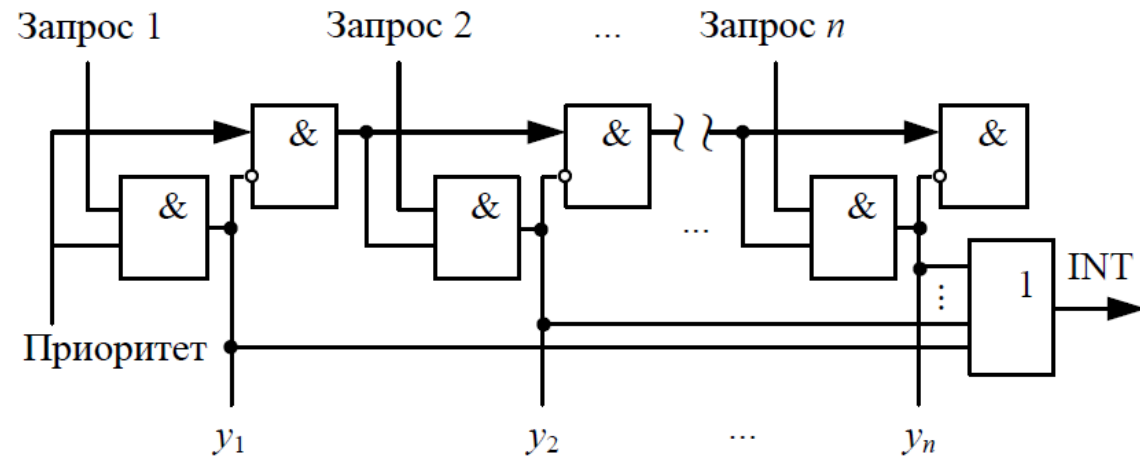 Запрос 1 Запрос 2 ... Запрос n
& & &
& & ... &
1 INT
⋮
Приоритет
y1 y2 ... yn